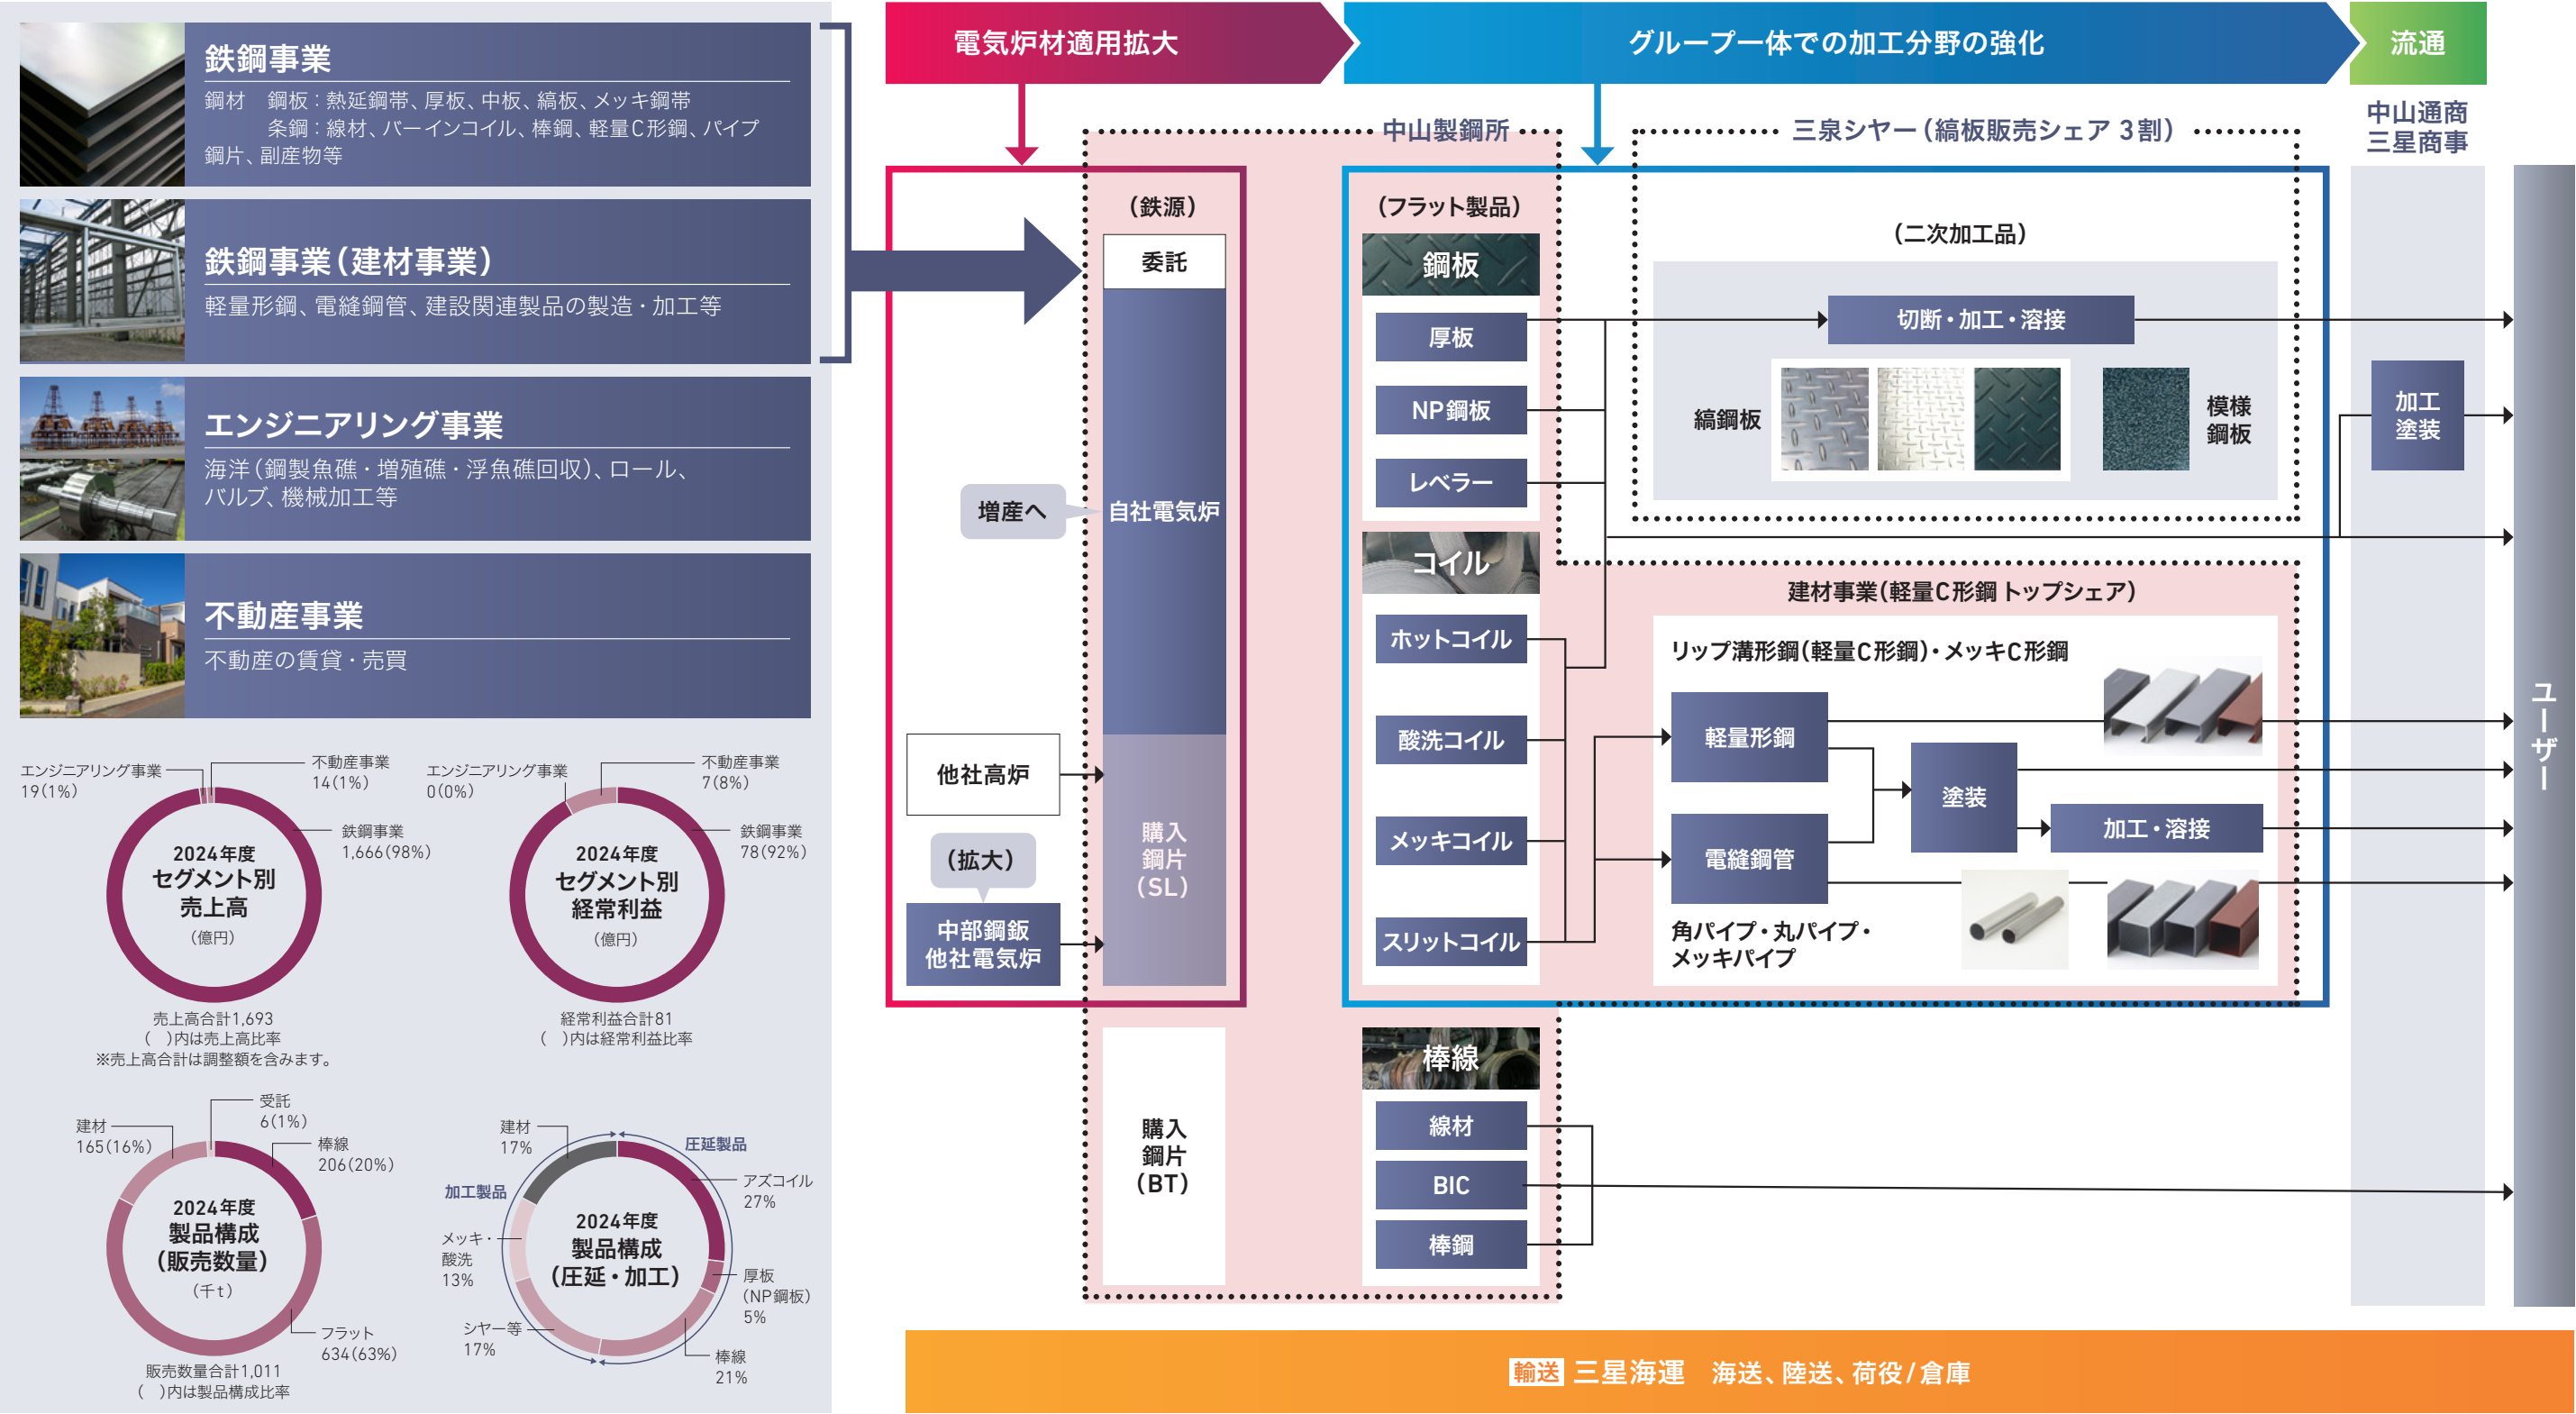 鉄鋼事業
鋼材　鋼板：熱延鋼帯、厚板、中板、縞板、メッキ鋼帯
条鋼：線材、バーインコイル、棒鋼、軽量C形鋼、パイプ
鋼片、副産物等
鉄鋼事業（建材事業）
軽量形鋼、電縫鋼管、建設関連製品の製造・加工等
エンジニアリング事業
海洋（鋼製魚礁・増殖礁・浮魚礁回収）、ロール、
バルブ、機械加工等
不動産事業
不動産の賃貸・売買
エンジニアリング事業
19(1%)
不動産事業
14(1%)
鉄鋼事業
1,666(98%)
2024年度
セグメント別
売上高
（億円）
売上高合計1,693
（　）内は売上高比率
※売上高合計は調整額を含みます。
エンジニアリング事業
0(0%)
不動産事業
7(8%)
鉄鋼事業
78(92%)
2024年度
セグメント別
経常利益
（億円）
経常利益合計81
（　）内は経常利益比率
受託
6(1%)
建材
165(16%)
棒線
206(20%)
2024年度
製品構成
（販売数量）
（千t）
フラット
634(63%)
販売数量合計1,011
（　）内は製品構成比率
建材
17%
圧延製品
加工製品
アズコイル
27%
メッキ・
酸洗
13%
2024年度
製品構成
（圧延・加工）
厚板
（NP鋼板）
5%
シヤー等
17%
棒線
21%
電気炉材適用拡大
グループ一体での加工分野の強化
流通
中山製鋼所
三泉シヤー（縞板販売シェア 3割）
中山通商
三星商事
（鉄源）
委託
自社電気炉
増産へ
他社高炉
（拡大）
中部鋼鈑
他社電気炉
購入
鋼片
（SL）
購入
鋼片
（BT）
（フラット製品）
鋼板
厚板
NP鋼板
レベラー
コイル
ホットコイル
酸洗コイル
メッキコイル
スリットコイル
棒線
線材
BIC
棒鋼
（二次加工品）
切断・加工・溶接
縞鋼板
模様
鋼板
加工
塗装
建材事業（軽量C形鋼 トップシェア）
リップ溝形鋼（軽量C形鋼）・メッキC形鋼
軽量形鋼
塗装
加工・溶接
電縫鋼管
角パイプ・丸パイプ・
メッキパイプ
ユーザー
輸送 三星海運　海送、陸送、荷役/倉庫